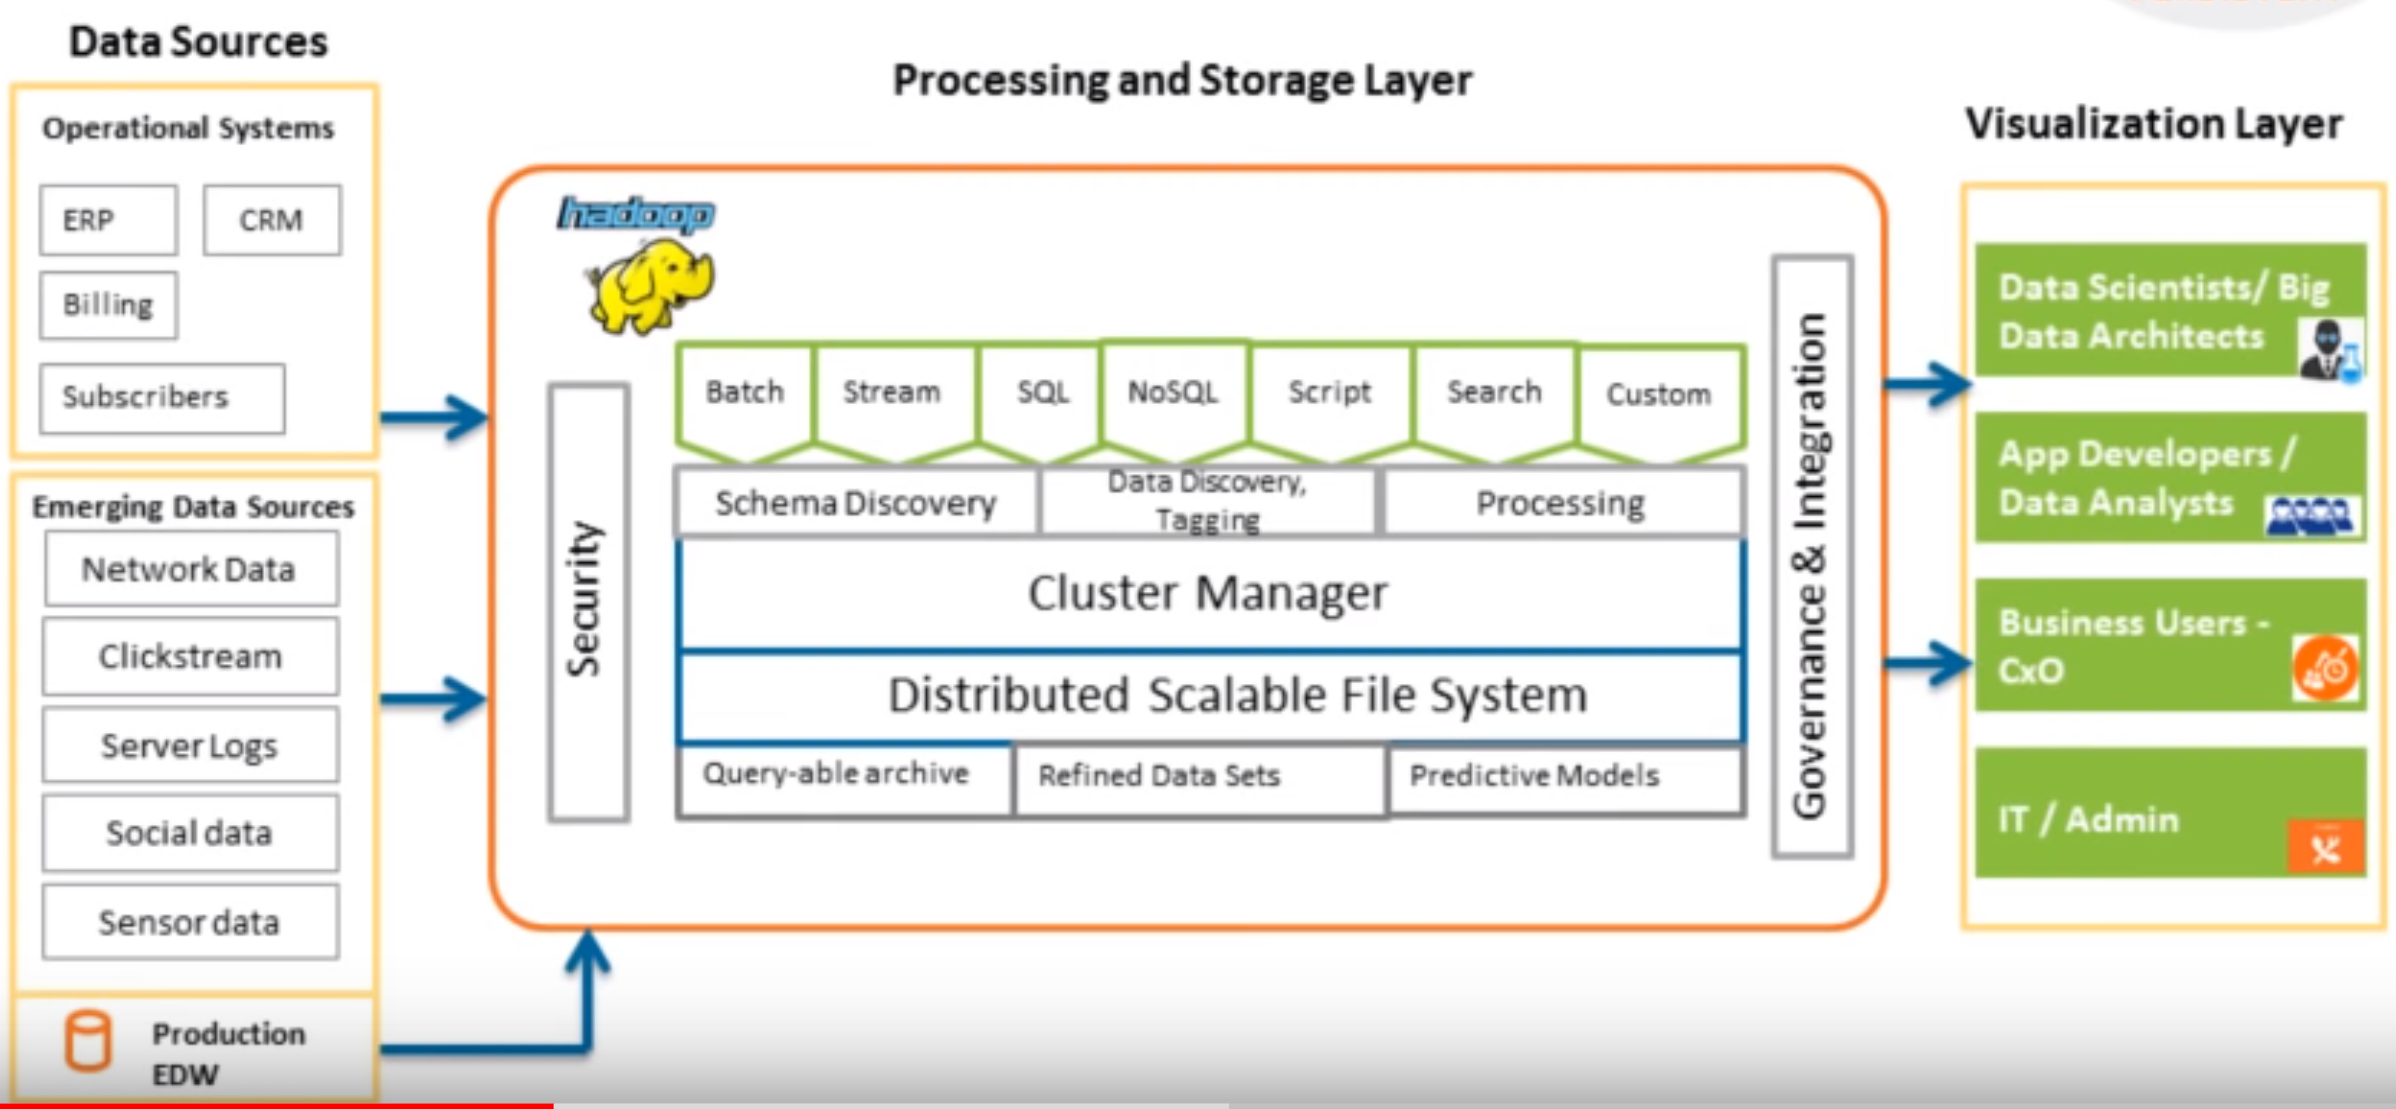 Data Sources
Operational Systems
ERP
CRM
Billing
Subscribers
Emerging Data Sources
Network Data
Clickstream
Server Logs
Social data
Sensor data
Production
EDW
Processing and Storage Layer
hadoop
Security
Batch
Stream
SQL
NoSQL
Script
Search
Custom
Schema Discovery
Data Discovery,
Tagging
Processing
Cluster Manager
Distributed Scalable File System
Query-able archive
Refined Data Sets
Predictive Models
Governance & Integration
Visualization Layer
Data Scientists/ Big
Data Architects
App Developers /
Data Analysts
Business Users -
CxO
IT / Admin